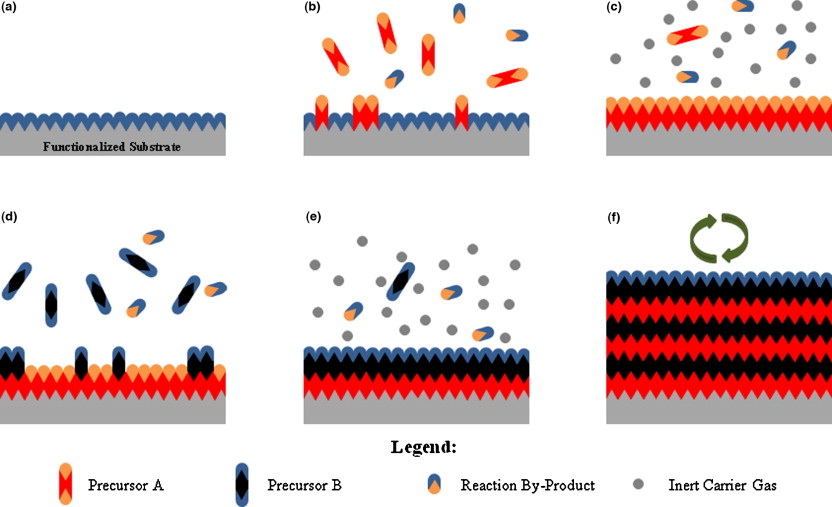 (a)
(b)
(c)
Functionalized Substrate
(d)
(e)
(f)
Legend:
Precursor A
Precursor B
Reaction By-Product
Inert Carrier Gas